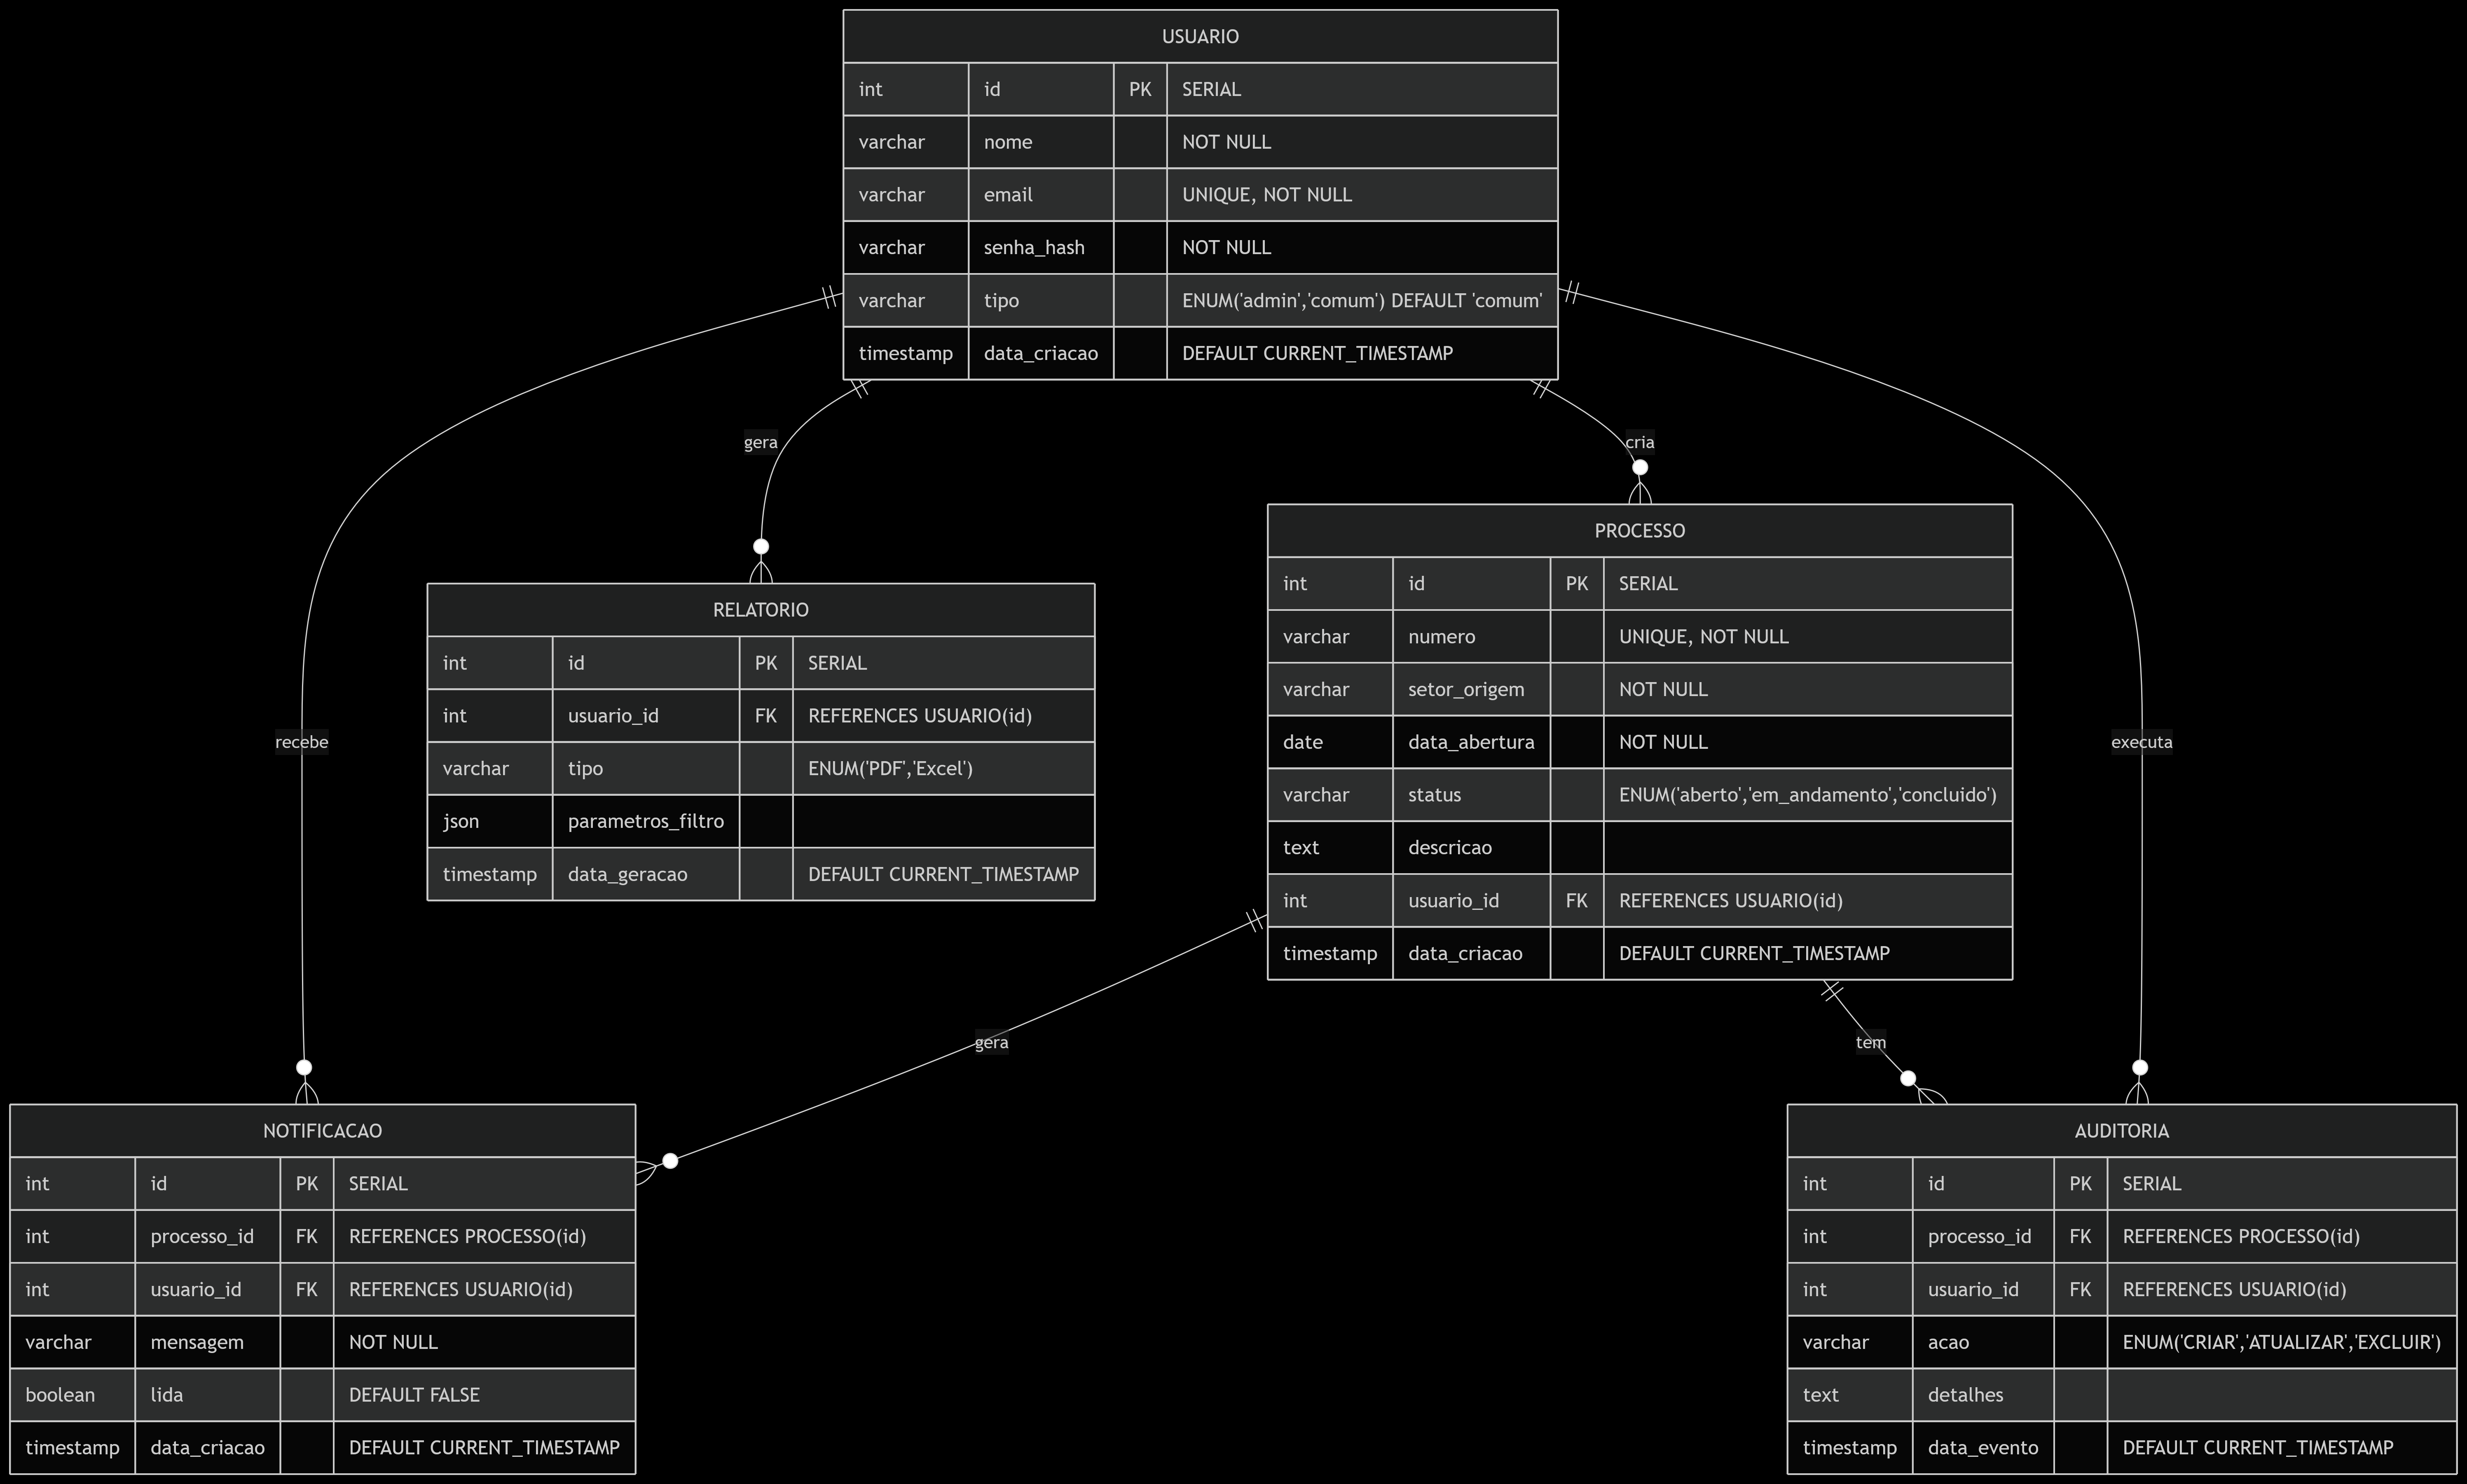 USUARIO
int id PK SERIAL
varchar nome NOT NULL
varchar email UNIQUE, NOT NULL
varchar senha_hash NOT NULL
varchar tipo ENUM('admin','comum') DEFAULT 'comum'
timestamp data_criacao DEFAULT CURRENT_TIMESTAMP
gera
cria
recebe
executa
RELATORIO
int id PK SERIAL
int usuario_id FK REFERENCES USUARIO(id)
varchar tipo ENUM('PDF','Excel')
json parametros_filtro
timestamp data_geracao DEFAULT CURRENT_TIMESTAMP
PROCESSO
int id PK SERIAL
varchar numero UNIQUE, NOT NULL
varchar setor_origem NOT NULL
date data_abertura NOT NULL
varchar status ENUM('aberto','em_andamento','concluido')
text descricao
int usuario_id FK REFERENCES USUARIO(id)
timestamp data_criacao DEFAULT CURRENT_TIMESTAMP
gera
tem
NOTIFICACAO
int id PK SERIAL
int processo_id FK REFERENCES PROCESSO(id)
int usuario_id FK REFERENCES USUARIO(id)
varchar mensagem NOT NULL
boolean lida DEFAULT FALSE
timestamp data_criacao DEFAULT CURRENT_TIMESTAMP
AUDITORIA
int id PK SERIAL
int processo_id FK REFERENCES PROCESSO(id)
int usuario_id FK REFERENCES USUARIO(id)
varchar acao ENUM('CRIAR','ATUALIZAR','EXCLUIR')
text detalhes
timestamp data_evento DEFAULT CURRENT_TIMESTAMP